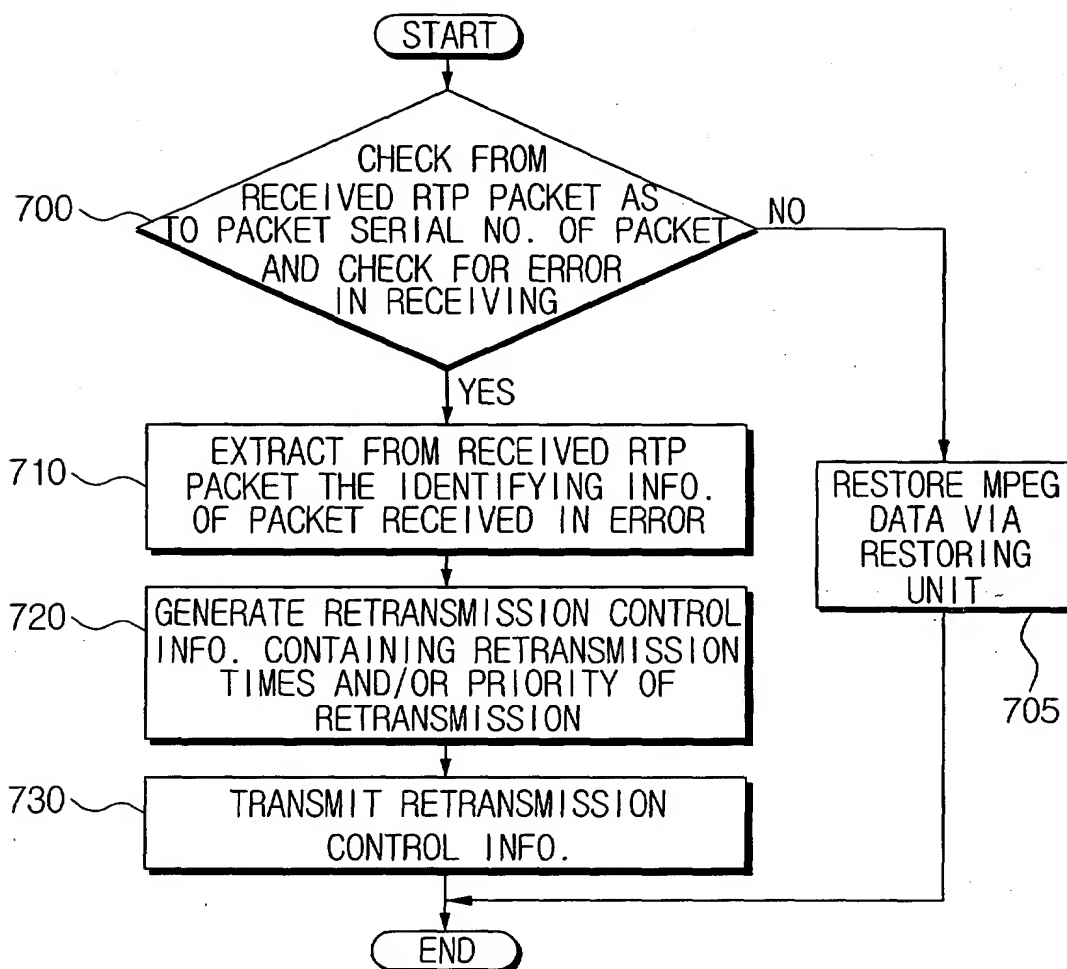 START
CHECK FROM
RECEIVED RTP PACKET AS
TO PACKET SERIAL NO. OF PACKET
AND CHECK FOR ERROR
IN RECEIVING
700
NO
YES
710
EXTRACT FROM RECEIVED RTP
PACKET THE IDENTIFYING INFO.
OF PACKET RECEIVED IN ERROR
RESTORE MPEG
DATA VIA
RESTORING
UNIT
705
720
GENERATE RETRANSMISSION CONTROL
INFO. CONTAINING RETRANSMISSION
TIMES AND/OR PRIORITY OF
RETRANSMISSION
730
TRANSMIT RETRANSMISSION
CONTROL INFO.
END